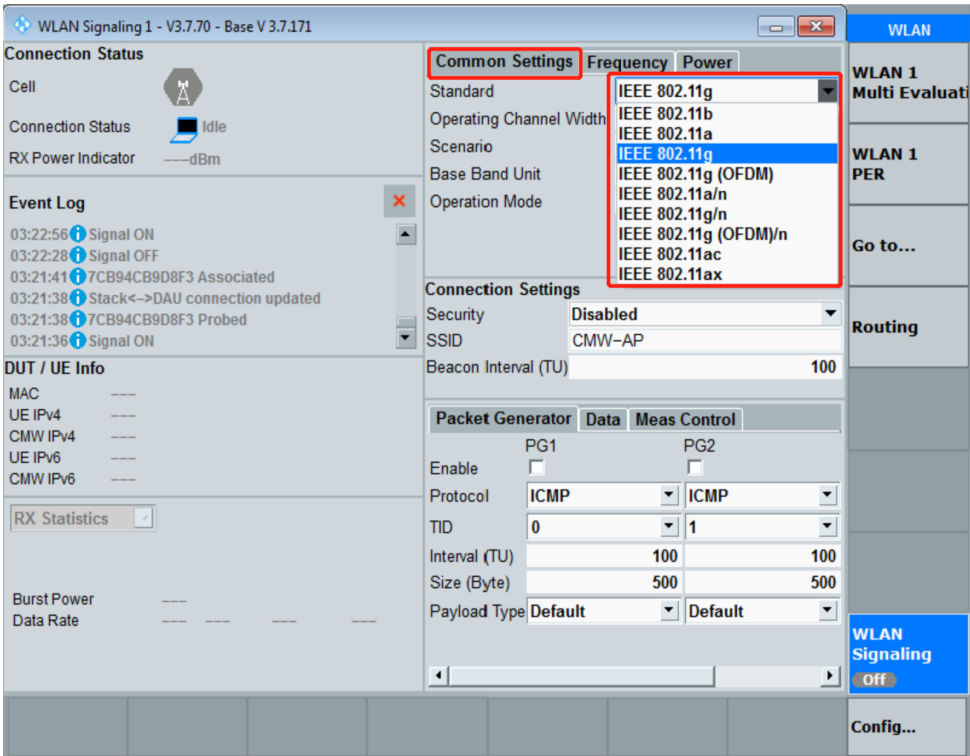 WLAN Signaling 1 - V3.7.70 - Base V 3.7.171
WLAN
Connection Status
Cell
Connection Status Idle
RX Power Indicator ---dBm
Event Log
03:22:56 Signal ON
03:22:28 Signal OFF
03:21:41 7CB94CB9D8F3 Associated
03:21:38 Stack<->DAU connection updated
03:21:38 7CB94CB9D8F3 Probed
03:21:36 Signal ON
DUT / UE Info
MAC ---
UE IPv4 ---
CMW IPv4 ---
UE IPv6 ---
CMW IPv6 ---
RX Statistics
Burst Power ---
Data Rate --- --- --- ---
Common Settings Frequency Power
Standard IEEE 802.11g
Operating Channel Width
Scenario
Base Band Unit
Operation Mode
IEEE 802.11b
IEEE 802.11a
IEEE 802.11g
IEEE 802.11g (OFDM)
IEEE 802.11a/n
IEEE 802.11g/n
IEEE 802.11g (OFDM)/n
IEEE 802.11ac
IEEE 802.11ax
Connection Settings
Security Disabled
SSID CMW-AP
Beacon Interval (TU) 100
Packet Generator Data Meas Control
PG1 PG2
Enable
Protocol ICMP ICMP
TID 0 1
Interval (TU) 100 100
Size (Byte) 500 500
Payload Type Default Default
WLAN 1
Multi Evaluati
WLAN 1
PER
Go to...
Routing
WLAN
Signaling
Off
Config...